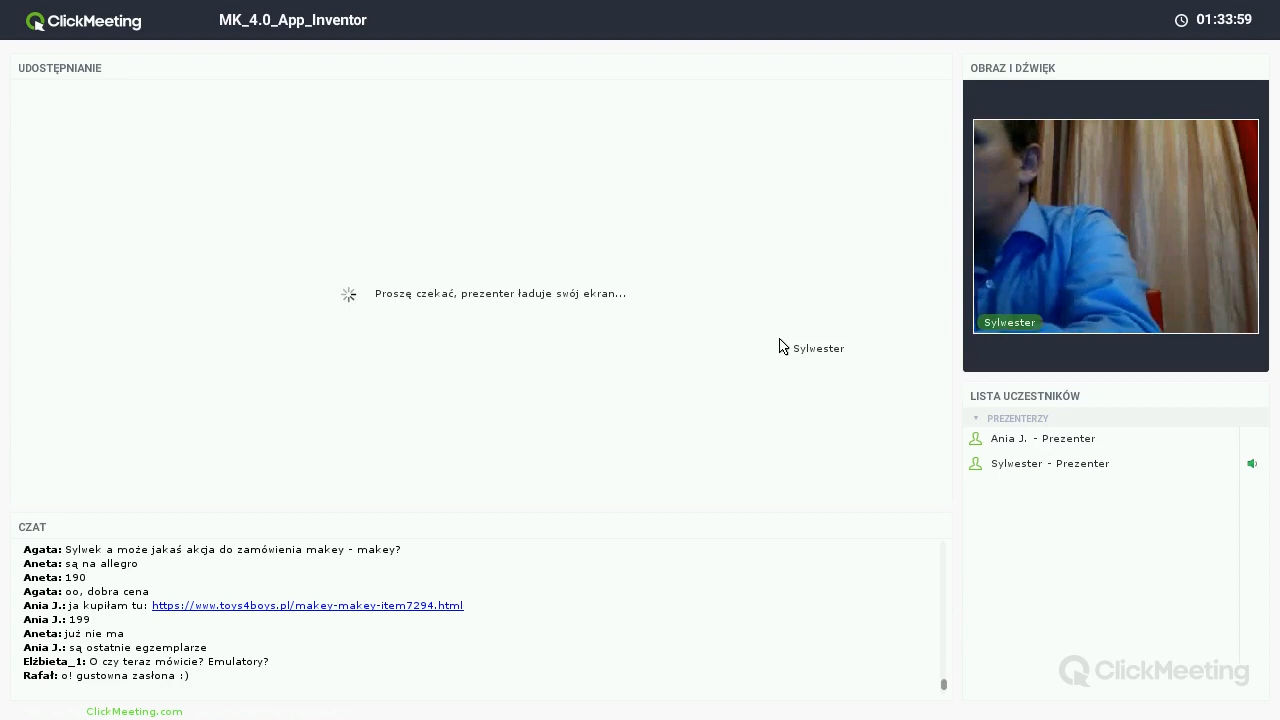 ClickMeeting
MK_4.0_App_Inventor
01:33:59
UDOSTĘPNIANIE
OBRAZ I DŹWIĘK
Proszę czekać, prezenter ładuje swój ekran...
Sylwester
Sylwester
LISTA UCZESTNIKÓW
PREZENTERZY
Ania J. - Prezenter
Sylwester - Prezenter
CZAT
Agata: Sylwek a może jakaś akcja do zamówienia makey - makey?
Aneta: są na allegro
Aneta: 190
Agata: oo, dobra cena
Ania J.: ja kupiłam tu: https://www.toys4boys.pl/makey-makey-item7294.html
Ania J.: 199
Aneta: już nie ma
Ania J.: są ostatnie egzemplarze
Elżbieta_1: O czy teraz mówicie? Emulatory?
Rafał: o! gustowna zasłona :)
ClickMeeting
ClickMeeting.com